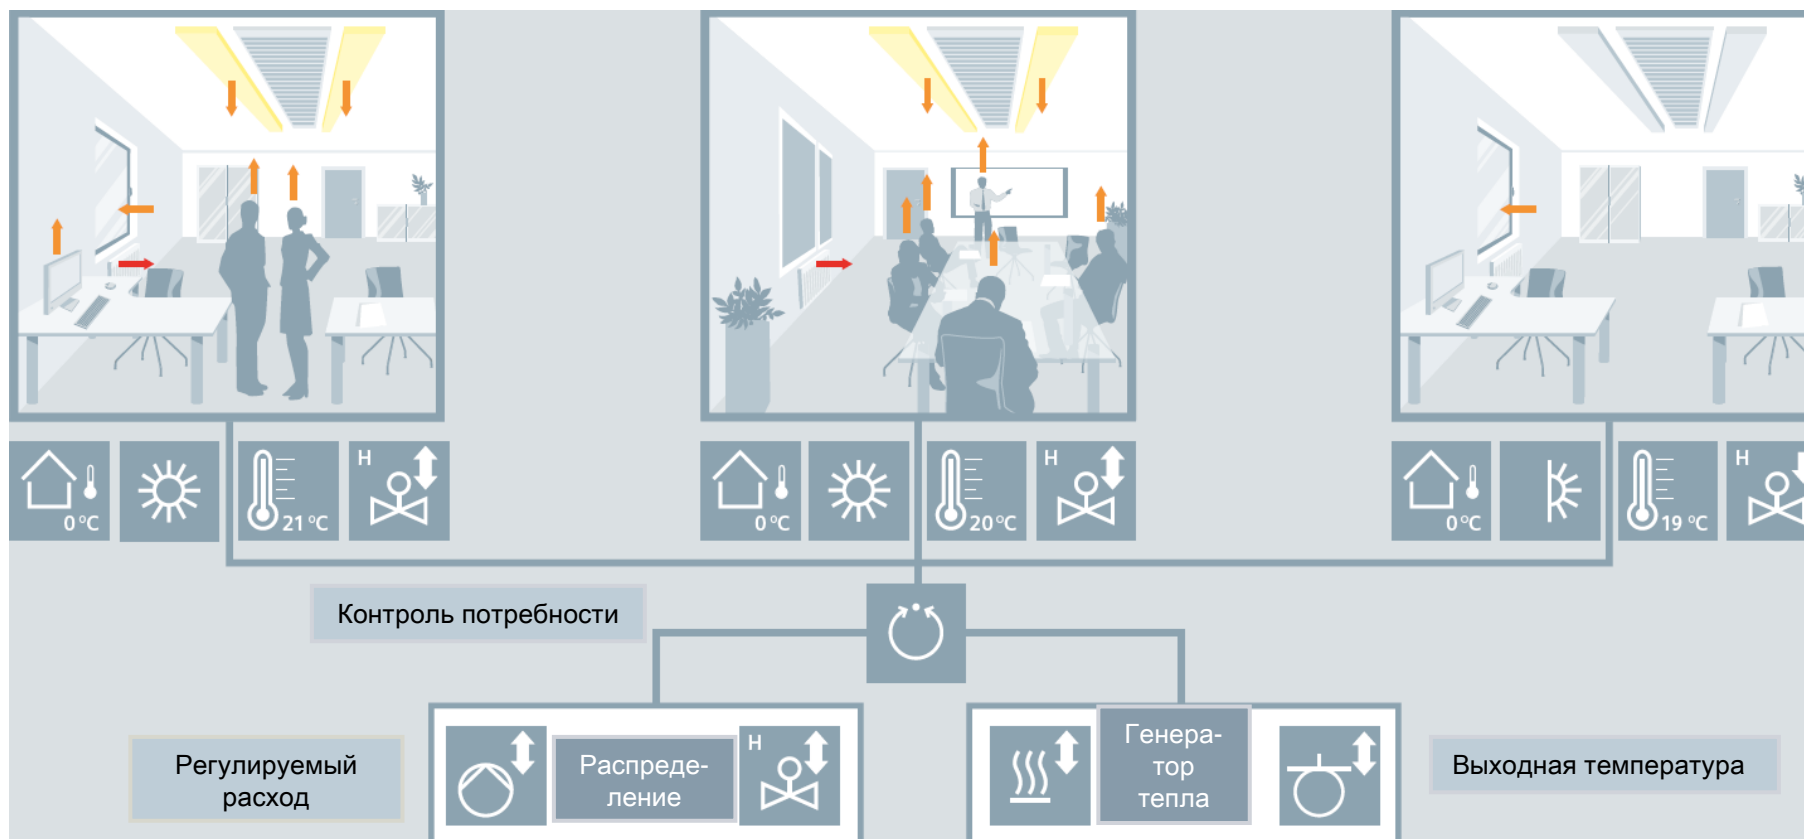 0 °C
21 °C
H
0 °C
20 °C
H
0 °C
19 °C
H
Контроль потребности
Регулируемый
расход
Распреде-
ление
H
Генера-
тор
тепла
Выходная температура